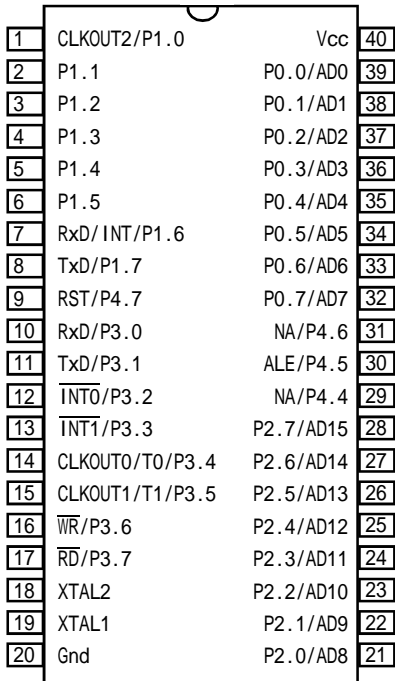 1 CLKOUT2/P1.0 Vcc 40
2 P1.1 P0.0/AD0 39
3 P1.2 P0.1/AD1 38
4 P1.3 P0.2/AD2 37
5 P1.4 P0.3/AD3 36
6 P1.5 P0.4/AD4 35
7 RxD/INT/P1.6 P0.5/AD5 34
8 TxD/P1.7 P0.6/AD6 33
9 RST/P4.7 P0.7/AD7 32
10 RxD/P3.0 NA/P4.6 31
11 TxD/P3.1 ALE/P4.5 30
12 I̅N̅T̅0̅/P3.2 NA/P4.4 29
13 I̅N̅T̅1̅/P3.3 P2.7/AD15 28
14 CLKOUT0/T0/P3.4 P2.6/AD14 27
15 CLKOUT1/T1/P3.5 P2.5/AD13 26
16 W̅R̅/P3.6 P2.4/AD12 25
17 R̅D̅/P3.7 P2.3/AD11 24
18 XTAL2 P2.2/AD10 23
19 XTAL1 P2.1/AD9 22
20 Gnd P2.0/AD8 21